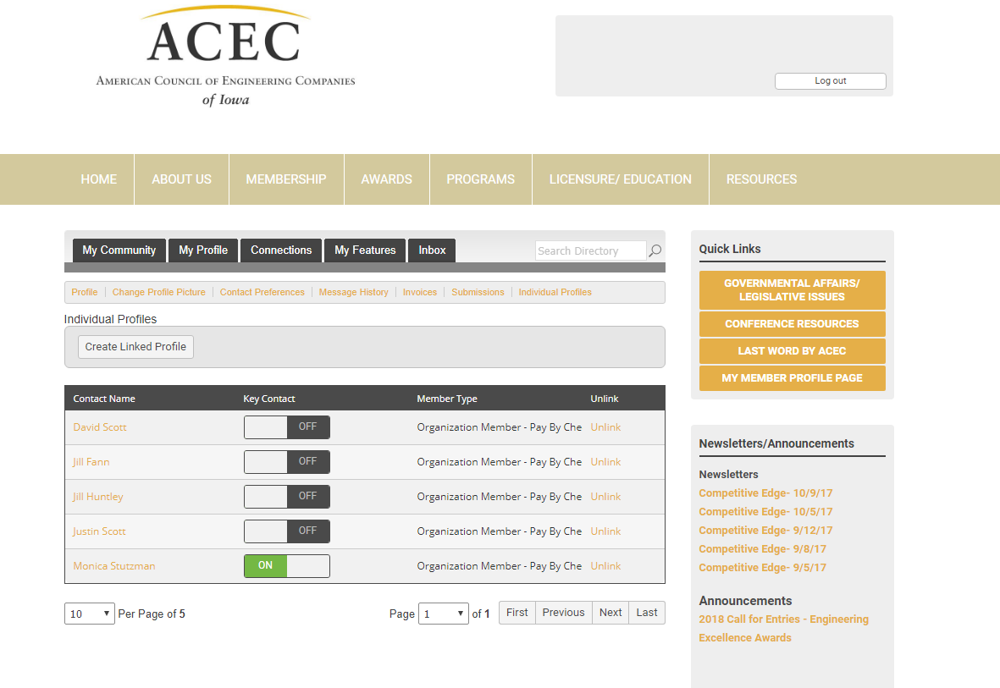 ACEC
American Council of Engineering Companies
of Iowa
Log out
HOME ABOUT US MEMBERSHIP AWARDS PROGRAMS LICENSURE/ EDUCATION RESOURCES
My Community My Profile Connections My Features Inbox Search Directory
Profile Change Profile Picture Contact Preferences Message History Invoices Submissions Individual Profiles
Individual Profiles
Create Linked Profile
Contact Name Key Contact Member Type Unlink
David Scott OFF Organization Member - Pay By Che Unlink
Jill Fann OFF Organization Member - Pay By Che Unlink
Jill Huntley OFF Organization Member - Pay By Che Unlink
Justin Scott OFF Organization Member - Pay By Che Unlink
Monica Stutzman ON Organization Member - Pay By Che Unlink
10 Per Page of 5 Page 1 of 1 First Previous Next Last
Quick Links
GOVERNMENTAL AFFAIRS/
LEGISLATIVE ISSUES
CONFERENCE RESOURCES
LAST WORD BY ACEC
MY MEMBER PROFILE PAGE
Newsletters/Announcements
Newsletters
Competitive Edge- 10/9/17
Competitive Edge- 10/5/17
Competitive Edge- 9/12/17
Competitive Edge- 9/8/17
Competitive Edge- 9/5/17
Announcements
2018 Call for Entries - Engineering
Excellence Awards